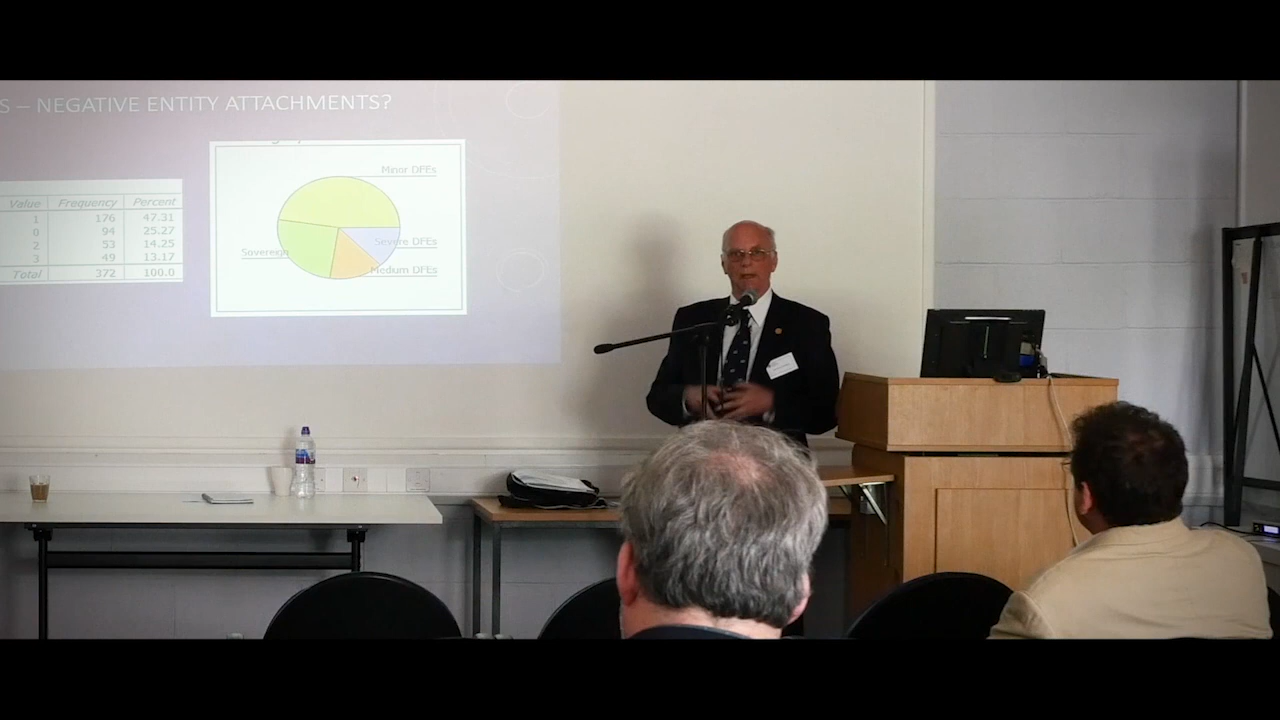 S – NEGATIVE ENTITY ATTACHMENTS?
Value Frequency Percent
1 176 47.31
0 94 25.27
2 53 14.25
3 49 13.17
Total 372 100.0
Minor DFEs
Severe DFEs
Sovereign
Medium DFEs